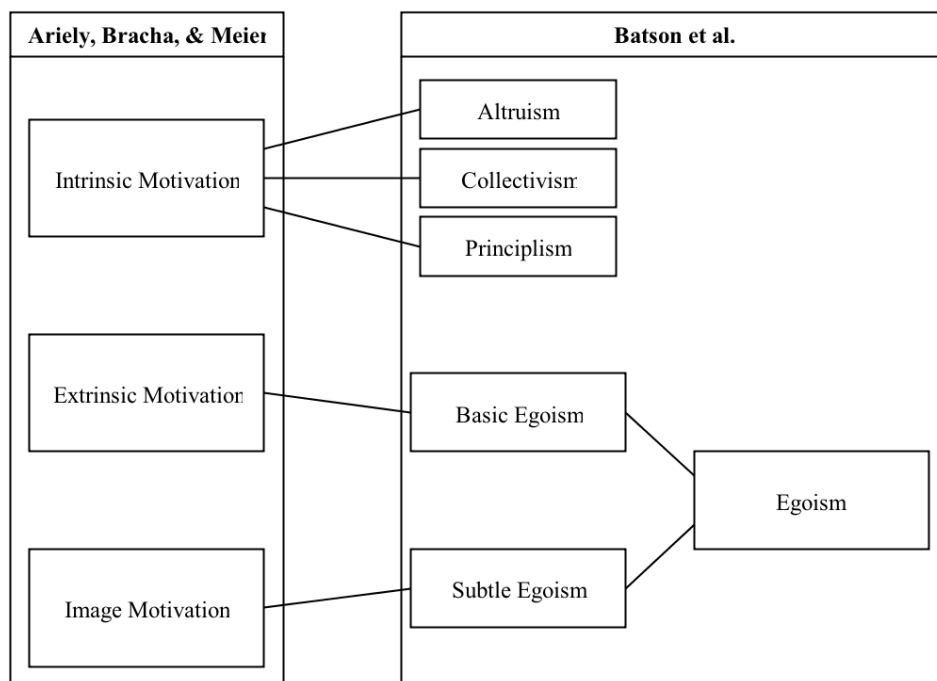 Ariely, Bracha, & Meier
Batson et al.
Intrinsic Motivation
Altruism
Collectivism
Principlism
Extrinsic Motivation
Basic Egoism
Egoism
Image Motivation
Subtle Egoism